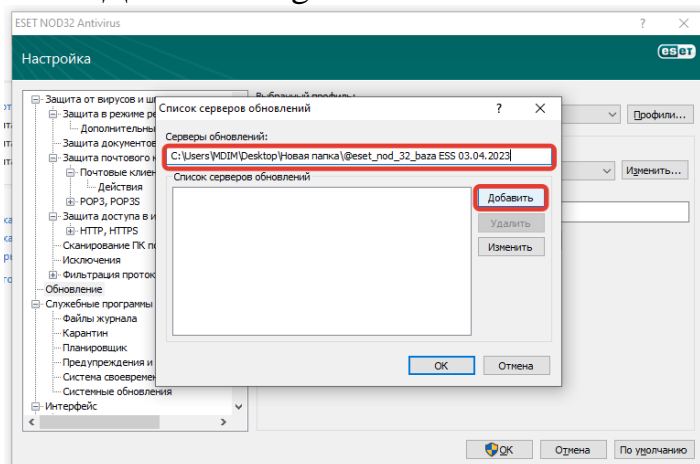 ESET NOD32 Antivirus
Настройка
eset
Защита от вирусов и
Защита в режиме
Дополнительны
Защита документов
Защита почтового
Почтовые клиен
Действия
POP3, POP3S
Защита доступа в и
HTTP, HTTPS
Сканирование ПК п
Исключения
Фильтрация проток
Обновление
Служебные программы
Файлы журнала
Карантин
Планировщик
Предупреждения и
Система своевремен
Системные обновления
Интерфейс
Выбранный профиль:
Профили...
Изменить...
Список серверов обновлений
Серверы обновлений:
C:\Users\MDIM\Desktop\Новая папка\@eset_nod_32_baza ESS 03.04.2023
Список серверов обновлений
Добавить
Удалить
Изменить
OK
Отмена
OK
Отмена
По умолчанию